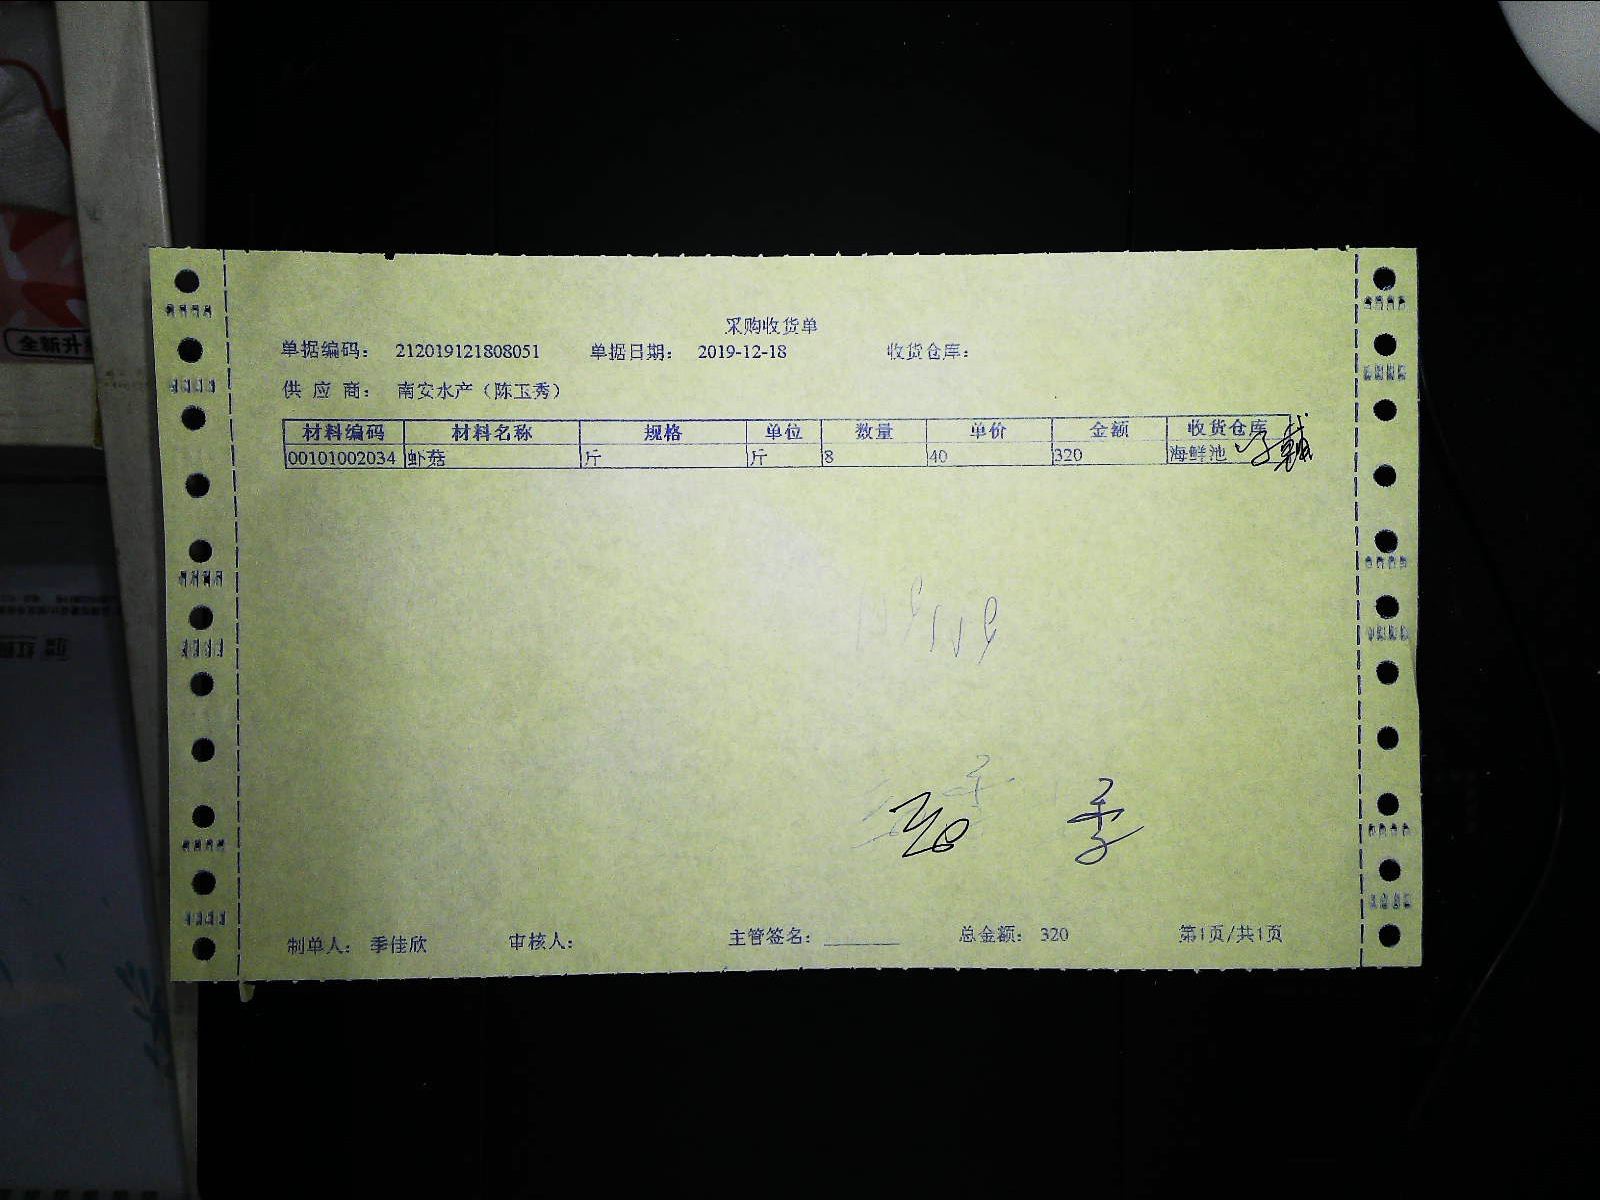 采购收货单
单据编码： 212019121808051 单据日期： 2019-12-18 收货仓库：
供 应 商： 南安水产（陈玉秀）
材料编码 材料名称 规格 单位 数量 单价 金额 收货仓库
00101002034 虾菇 斤 斤 8 40 320 海鲜池
季
制单人： 季佳欣 审核人： 主管签名： 总金额： 320 第1页/共1页
全新升